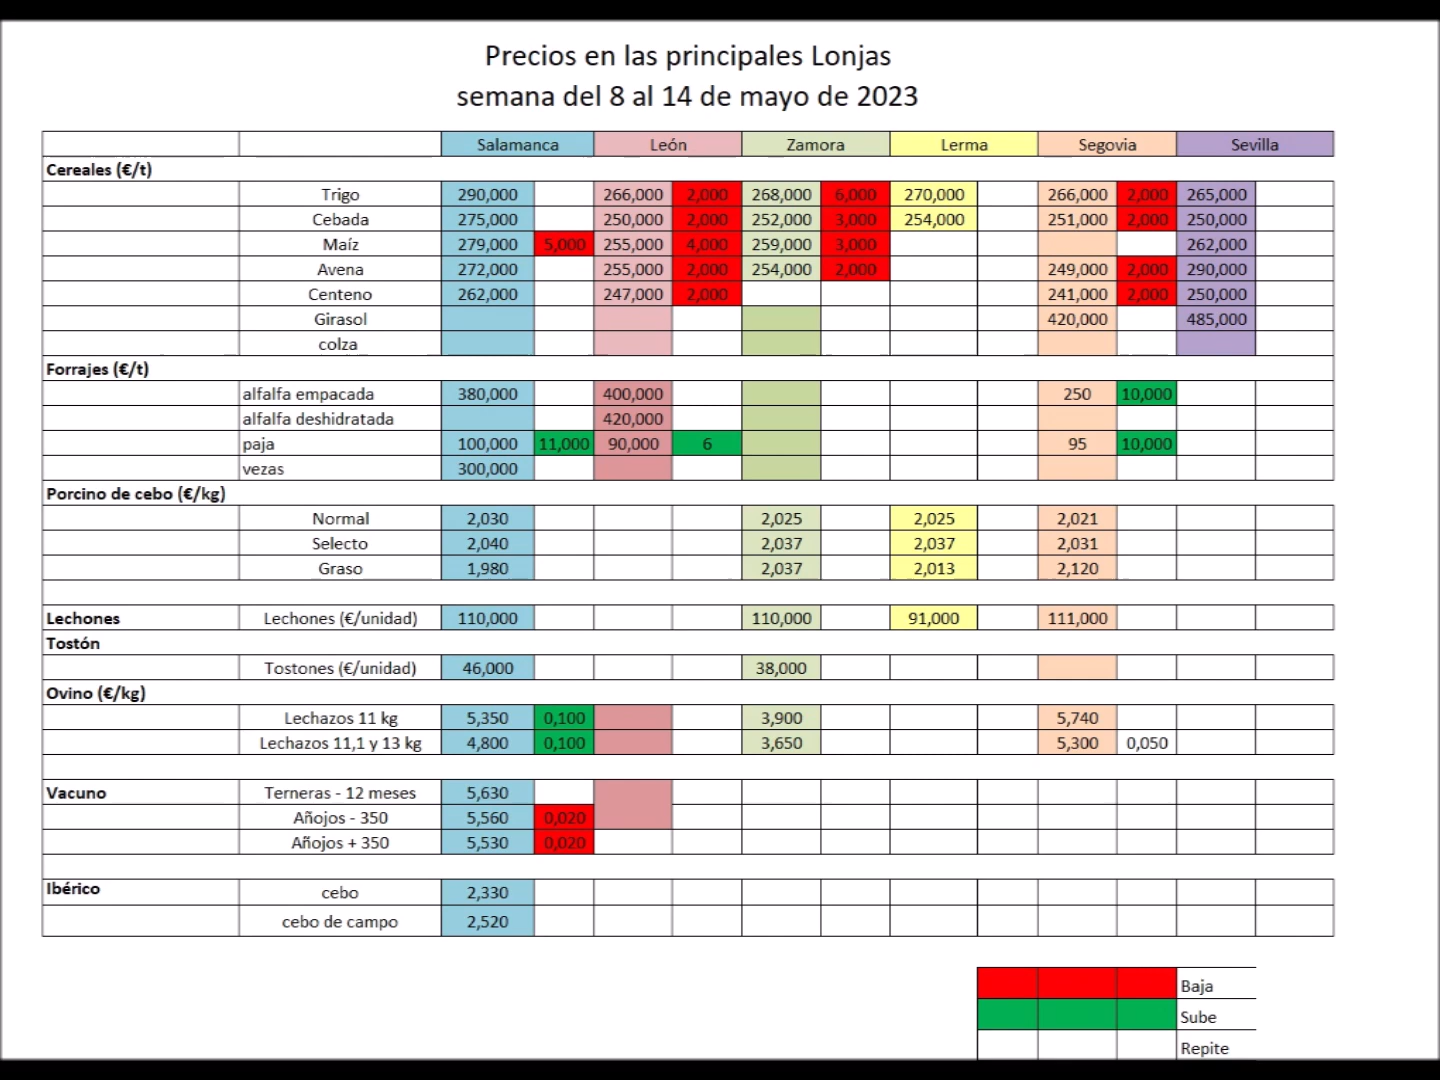 Precios en las principales Lonjas
semana del 8 al 14 de mayo de 2023
Salamanca León Zamora Lerma Segovia Sevilla
Cereales (€/t)
Trigo 290,000 266,000 2,000 268,000 6,000 270,000 266,000 2,000 265,000
Cebada 275,000 250,000 2,000 252,000 3,000 254,000 251,000 2,000 250,000
Maíz 279,000 5,000 255,000 4,000 259,000 3,000 262,000
Avena 272,000 255,000 2,000 254,000 2,000 249,000 2,000 290,000
Centeno 262,000 247,000 2,000 241,000 2,000 250,000
Girasol 420,000 485,000
colza
Forrajes (€/t)
alfalfa empacada 380,000 400,000 250 10,000
alfalfa deshidratada 420,000
paja 100,000 11,000 90,000 6 95 10,000
vezas 300,000
Porcino de cebo (€/kg)
Normal 2,030 2,025 2,025 2,021
Selecto 2,040 2,037 2,037 2,031
Graso 1,980 2,037 2,013 2,120
Lechones Lechones (€/unidad) 110,000 110,000 91,000 111,000
Tostón
Tostones (€/unidad) 46,000 38,000
Ovino (€/kg)
Lechazos 11 kg 5,350 0,100 3,900 5,740
Lechazos 11,1 y 13 kg 4,800 0,100 3,650 5,300 0,050
Vacuno Terneras - 12 meses 5,630
Añojos - 350 5,560 0,020
Añojos + 350 5,530 0,020
Ibérico cebo 2,330
cebo de campo 2,520
Baja
Sube
Repite